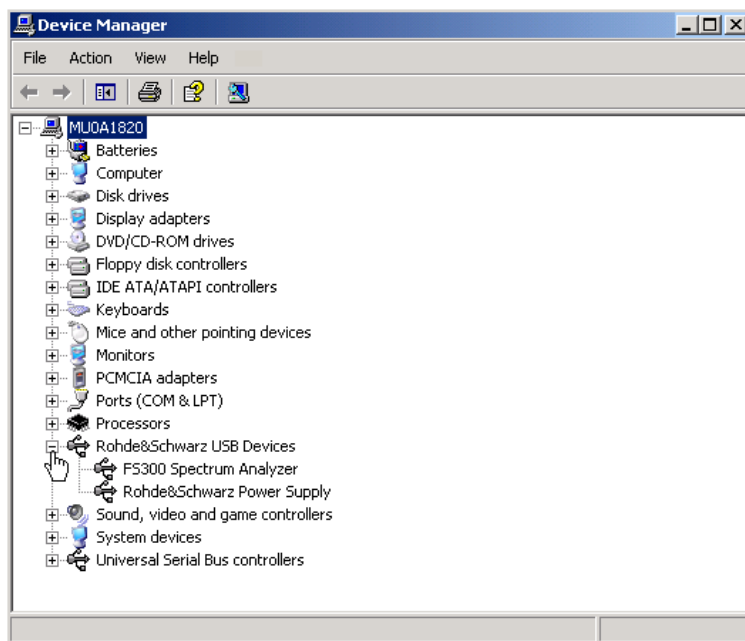 Device Manager
File Action View Help
MU0A1820
Batteries
Computer
Disk drives
Display adapters
DVD/CD-ROM drives
Floppy disk controllers
IDE ATA/ATAPI controllers
Keyboards
Mice and other pointing devices
Monitors
PCMCIA adapters
Ports (COM & LPT)
Processors
Rohde&Schwarz USB Devices
FS300 Spectrum Analyzer
Rohde&Schwarz Power Supply
Sound, video and game controllers
System devices
Universal Serial Bus controllers